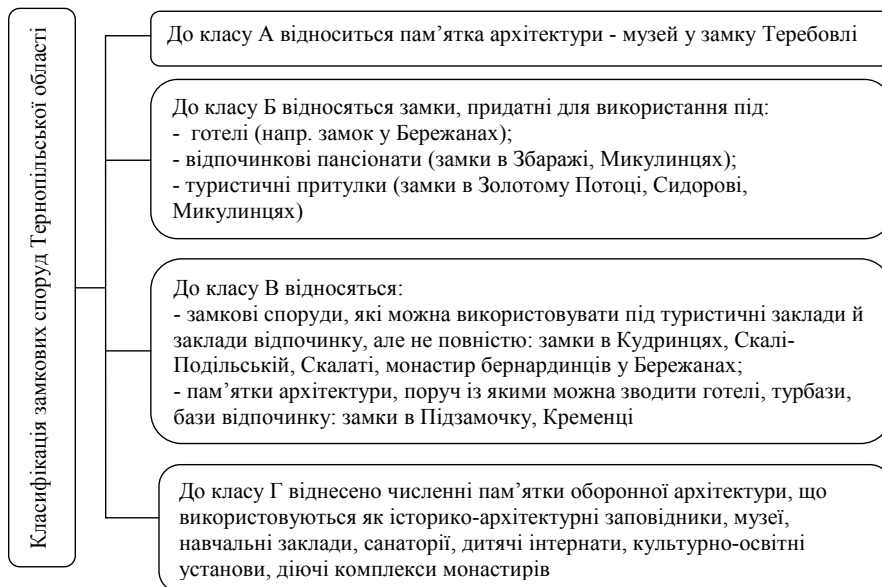 Класифікація замкових споруд Тернопільської області
До класу А відноситься пам’ятка архітектури - музей у замку Теребовлі
До класу Б відносяться замки, придатні для використання під:
- готелі (напр. замок у Бережанах);
- відпочинкові пансіонати (замки в Збаражі, Микулинцях);
- туристичні притулки (замки в Золотому Потоці, Сидорові,
Микулинцях)
До класу В відносяться:
- замкові споруди, які можна використовувати під туристичні заклади й
заклади відпочинку, але не повністю: замки в Кудринцях, Скалі-
Подільській, Скалаті, монастир бернардинців у Бережанах;
- пам’ятки архітектури, поруч із якими можна зводити готелі, турбази,
бази відпочинку: замки в Підзамочку, Кременці
До класу Г віднесено численні пам’ятки оборонної архітектури, що
використовуються як історико-архітектурні заповідники, музеї,
навчальні заклади, санаторії, дитячі інтернати, культурно-освітні
установи, діючі комплекси монастирів